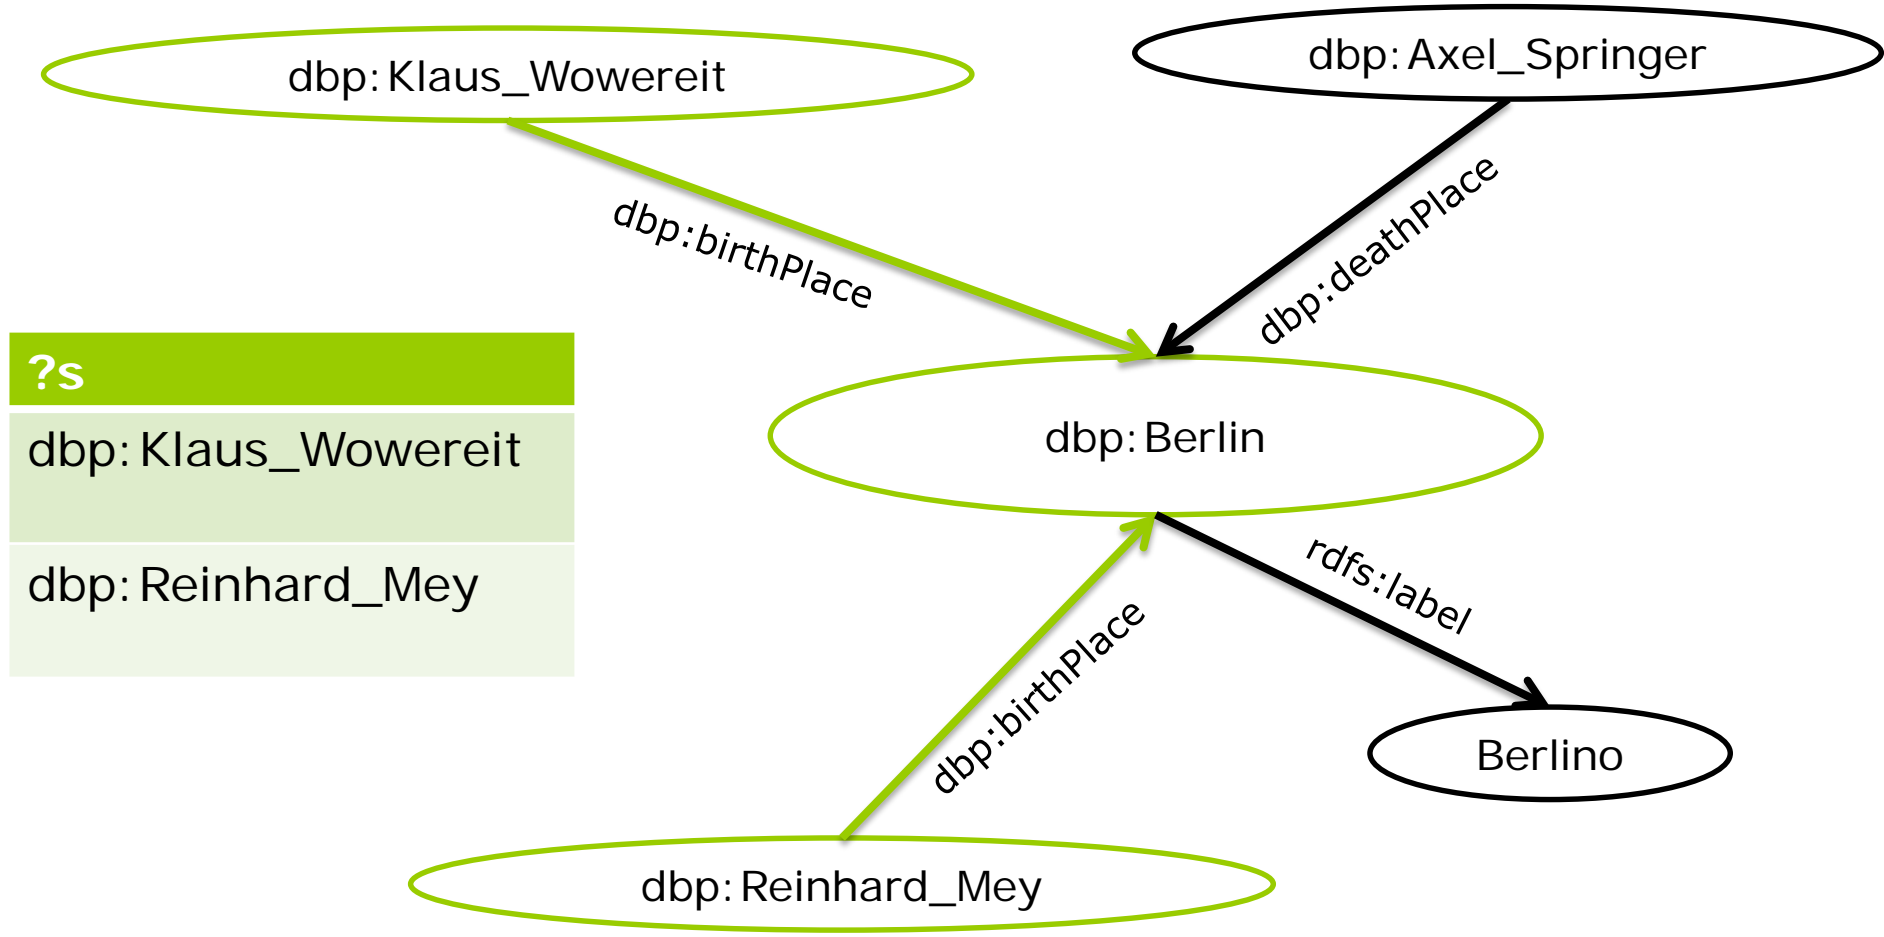 dbp:Klaus_Wowereit
dbp:Axel_Springer
dbp:birthPlace
dbp:deathPlace
?s
dbp:Klaus_Wowereit
dbp:Reinhard_Mey
dbp:Berlin
rdfs:label
dbp:birthPlace
Berlino
dbp:Reinhard_Mey